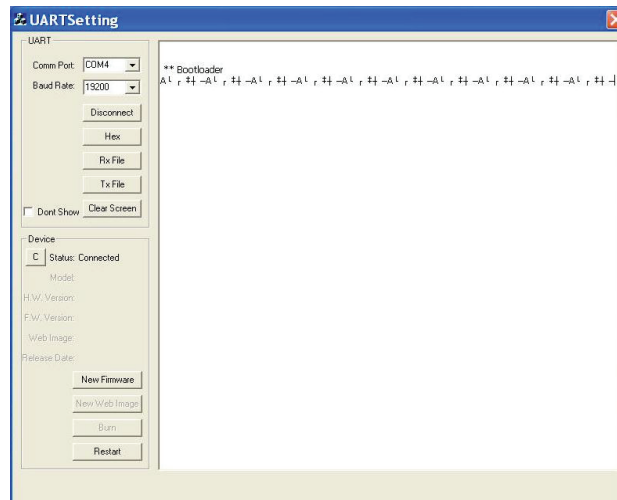 UARTSetting
UART
Comm Port: COM4
Baud Rate: 19200
Disconnect
Hex
Rx File
Tx File
Dont Show Clear Screen
Device
C Status: Connected
Model:
H.W. Version:
F.W. Version:
Web Image:
Release Date:
New Firmware
New Web Image
Burn
Restart
** Bootloader